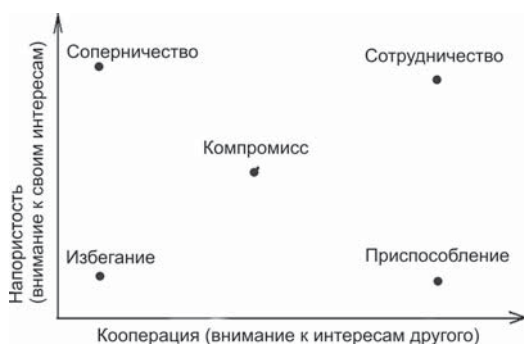 Соперничество
Сотрудничество
Компромисс
Избегание
Приспособление
Напористость
(внимание к своим интересам)
Кооперация (внимание к интересам другого)